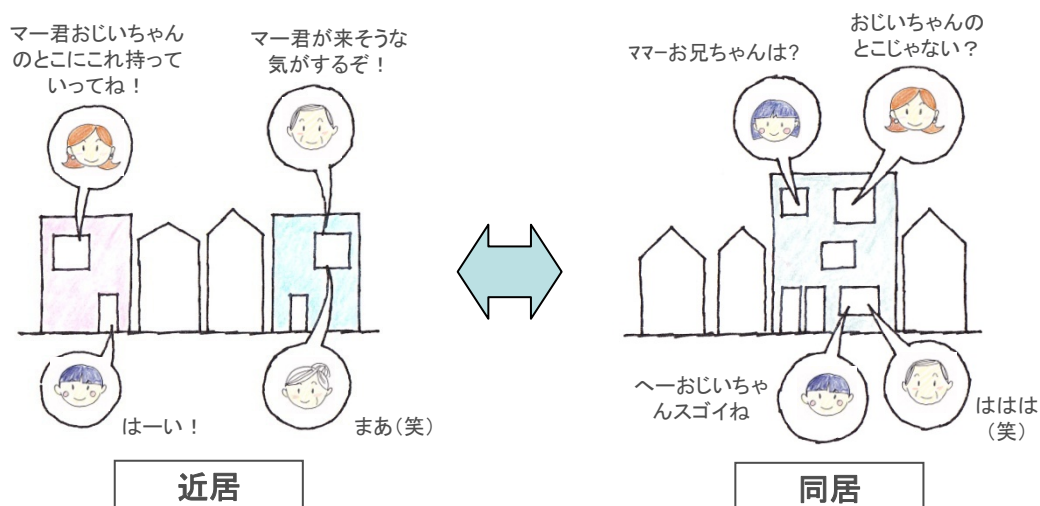 マー君おじいちゃん
のとこにこれ持って
いってね！
マー君が来そうな
気がするぞ！
はーい！
まあ（笑）
近居
ママーお兄ちゃんは？
おじいちゃんの
とこじゃない？
へーおじいちゃ
んスゴイね
ははは
（笑）
同居